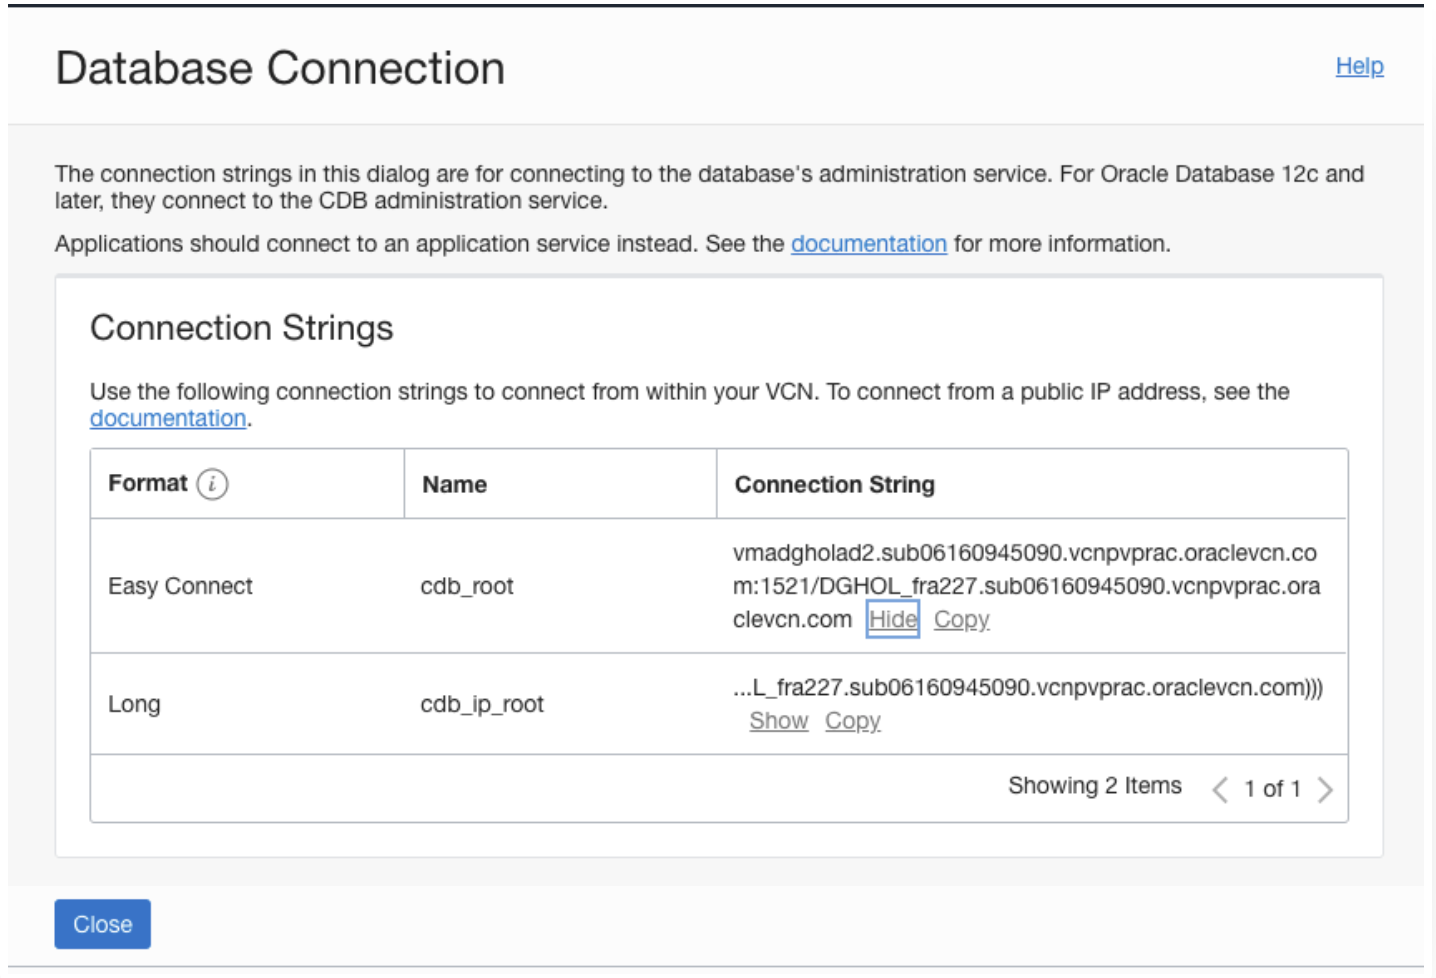 Database Connection
Help
The connection strings in this dialog are for connecting to the database's administration service. For Oracle Database 12c and
later, they connect to the CDB administration service.
Applications should connect to an application service instead. See the documentation for more information.
Connection Strings
Use the following connection strings to connect from within your VCN. To connect from a public IP address, see the
documentation.
Format i
Name
Connection String
Easy Connect
cdb_root
vmadgholad2.sub06160945090.vcnpvprac.oraclevcn.co
m:1521/DGHOL_fra227.sub06160945090.vcnpvprac.ora
clevcn.com Hide Copy
Long
cdb_ip_root
...L_fra227.sub06160945090.vcnpvprac.oraclevcn.com)))
Show Copy
Showing 2 Items < 1 of 1 >
Close